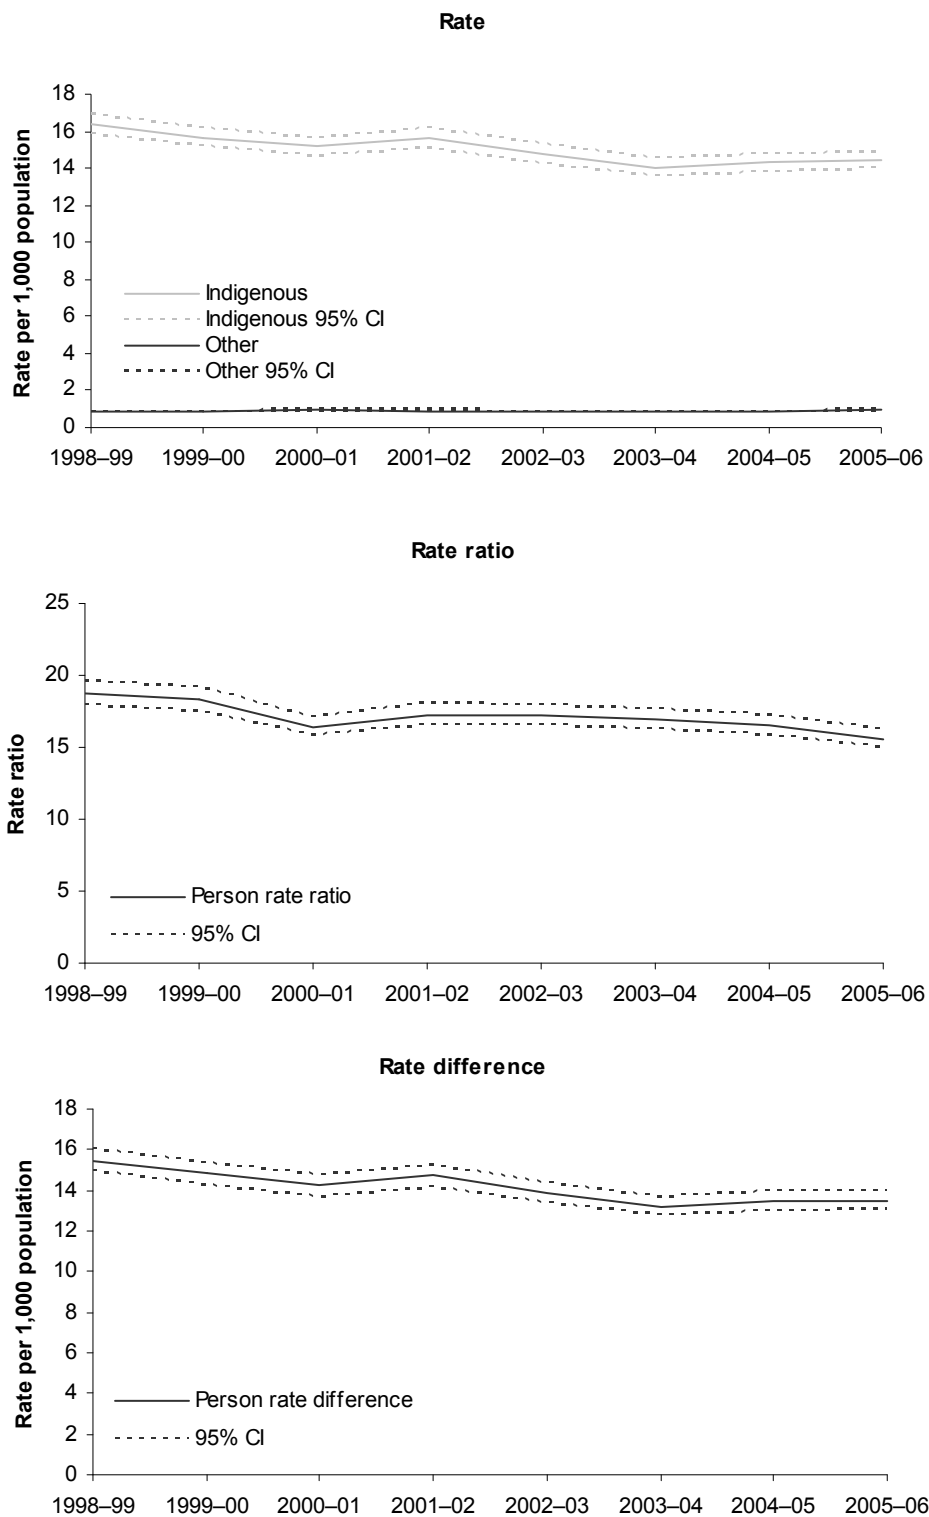 Rate
18
16
14
12
10
8
6
4
2
0
Rate per 1,000 population
Indigenous
Indigenous 95% CI
Other
Other 95% CI
1998–99 1999–00 2000–01 2001–02 2002–03 2003–04 2004–05 2005–06
Rate ratio
25
20
15
10
5
0
Rate ratio
Person rate ratio
95% CI
1998–99 1999–00 2000–01 2001–02 2002–03 2003–04 2004–05 2005–06
Rate difference
18
16
14
12
10
8
6
4
2
0
Rate per 1,000 population
Person rate difference
95% CI
1998–99 1999–00 2000–01 2001–02 2002–03 2003–04 2004–05 2005–06